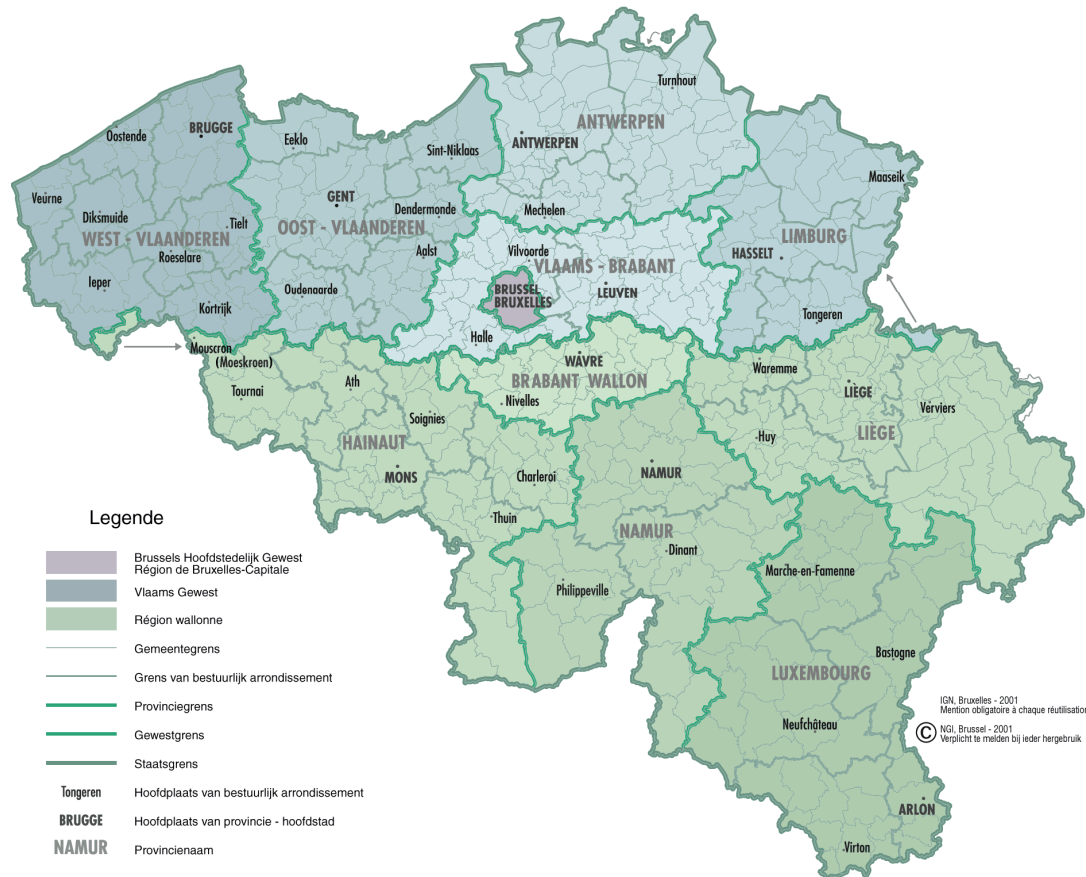 Turnhout
ANTWERPEN
ANTWERPEN
Oostende
BRUGGE
Eeklo
Sint-Niklaas
Maaseik
Veurne
GENT
Dendermonde
Mechelen
Diksmuide
Tielt
WEST - VLAANDEREN
OOST - VLAANDEREN
LIMBURG
Roeselare
Aalst
Vilvoorde
HASSELT
VLAAMS - BRABANT
Ieper
Oudenaarde
BRUSSEL
BRUXELLES
LEUVEN
Kortrijk
Tongeren
Halle
Mouscron
(Moeskroen)
WAVRE
Waremme
BRABANT WALLON
Tournai
Ath
Nivelles
LIÈGE
Verviers
Soignies
HAINAUT
Huy
LIÈGE
MONS
Charleroi
NAMUR
Thuin
NAMUR
Dinant
Philippeville
Marche-en-Famenne
Bastogne
LUXEMBOURG
Neufchâteau
ARLON
Virton
Legende
Brussels Hoofdstedelijk Gewest
Région de Bruxelles-Capitale
Vlaams Gewest
Région wallonne
Gemeentegrens
Grens van bestuurlijk arrondissement
Provinciegrens
Gewestgrens
Staatsgrens
Tongeren Hoofdplaats van bestuurlijk arrondissement
BRUGGE Hoofdplaats van provincie - hoofdstad
NAMUR Provincienaam
IGN, Bruxelles - 2001
Mention obligatoire à chaque réutilisation
© NGI, Brussel - 2001
Verplicht te melden bij ieder hergebruik